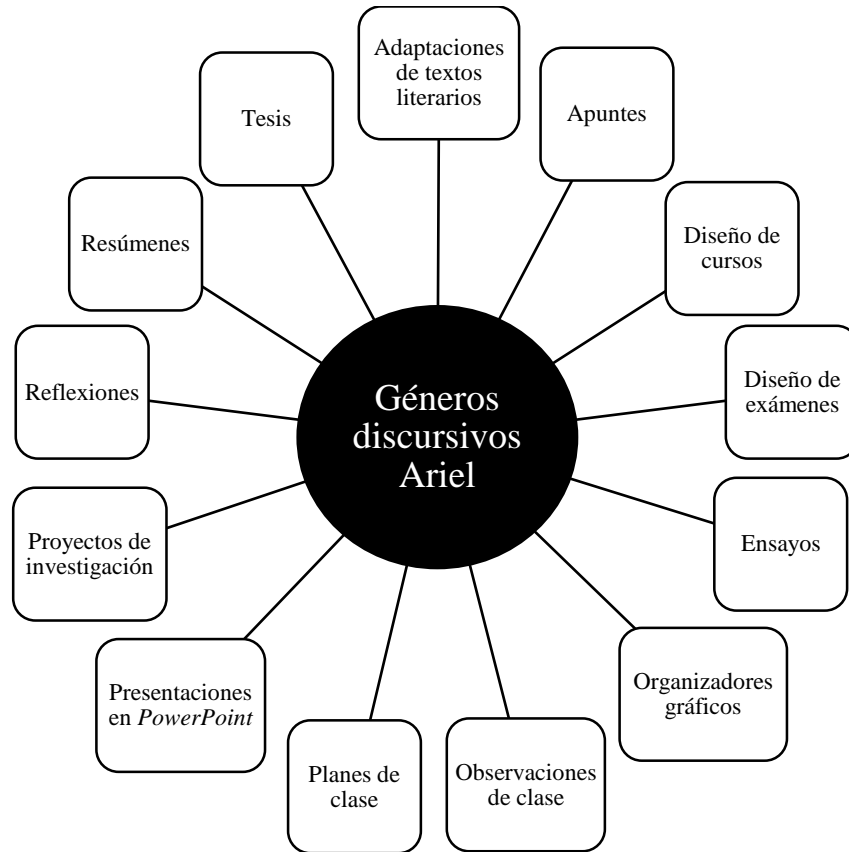 Adaptaciones
de textos
literarios
Apuntes
Diseño de
cursos
Diseño de
exámenes
Ensayos
Organizadores
gráficos
Observaciones
de clase
Planes de
clase
Presentaciones
en PowerPoint
Proyectos de
investigación
Reflexiones
Resúmenes
Tesis
Géneros
discursivos
Ariel